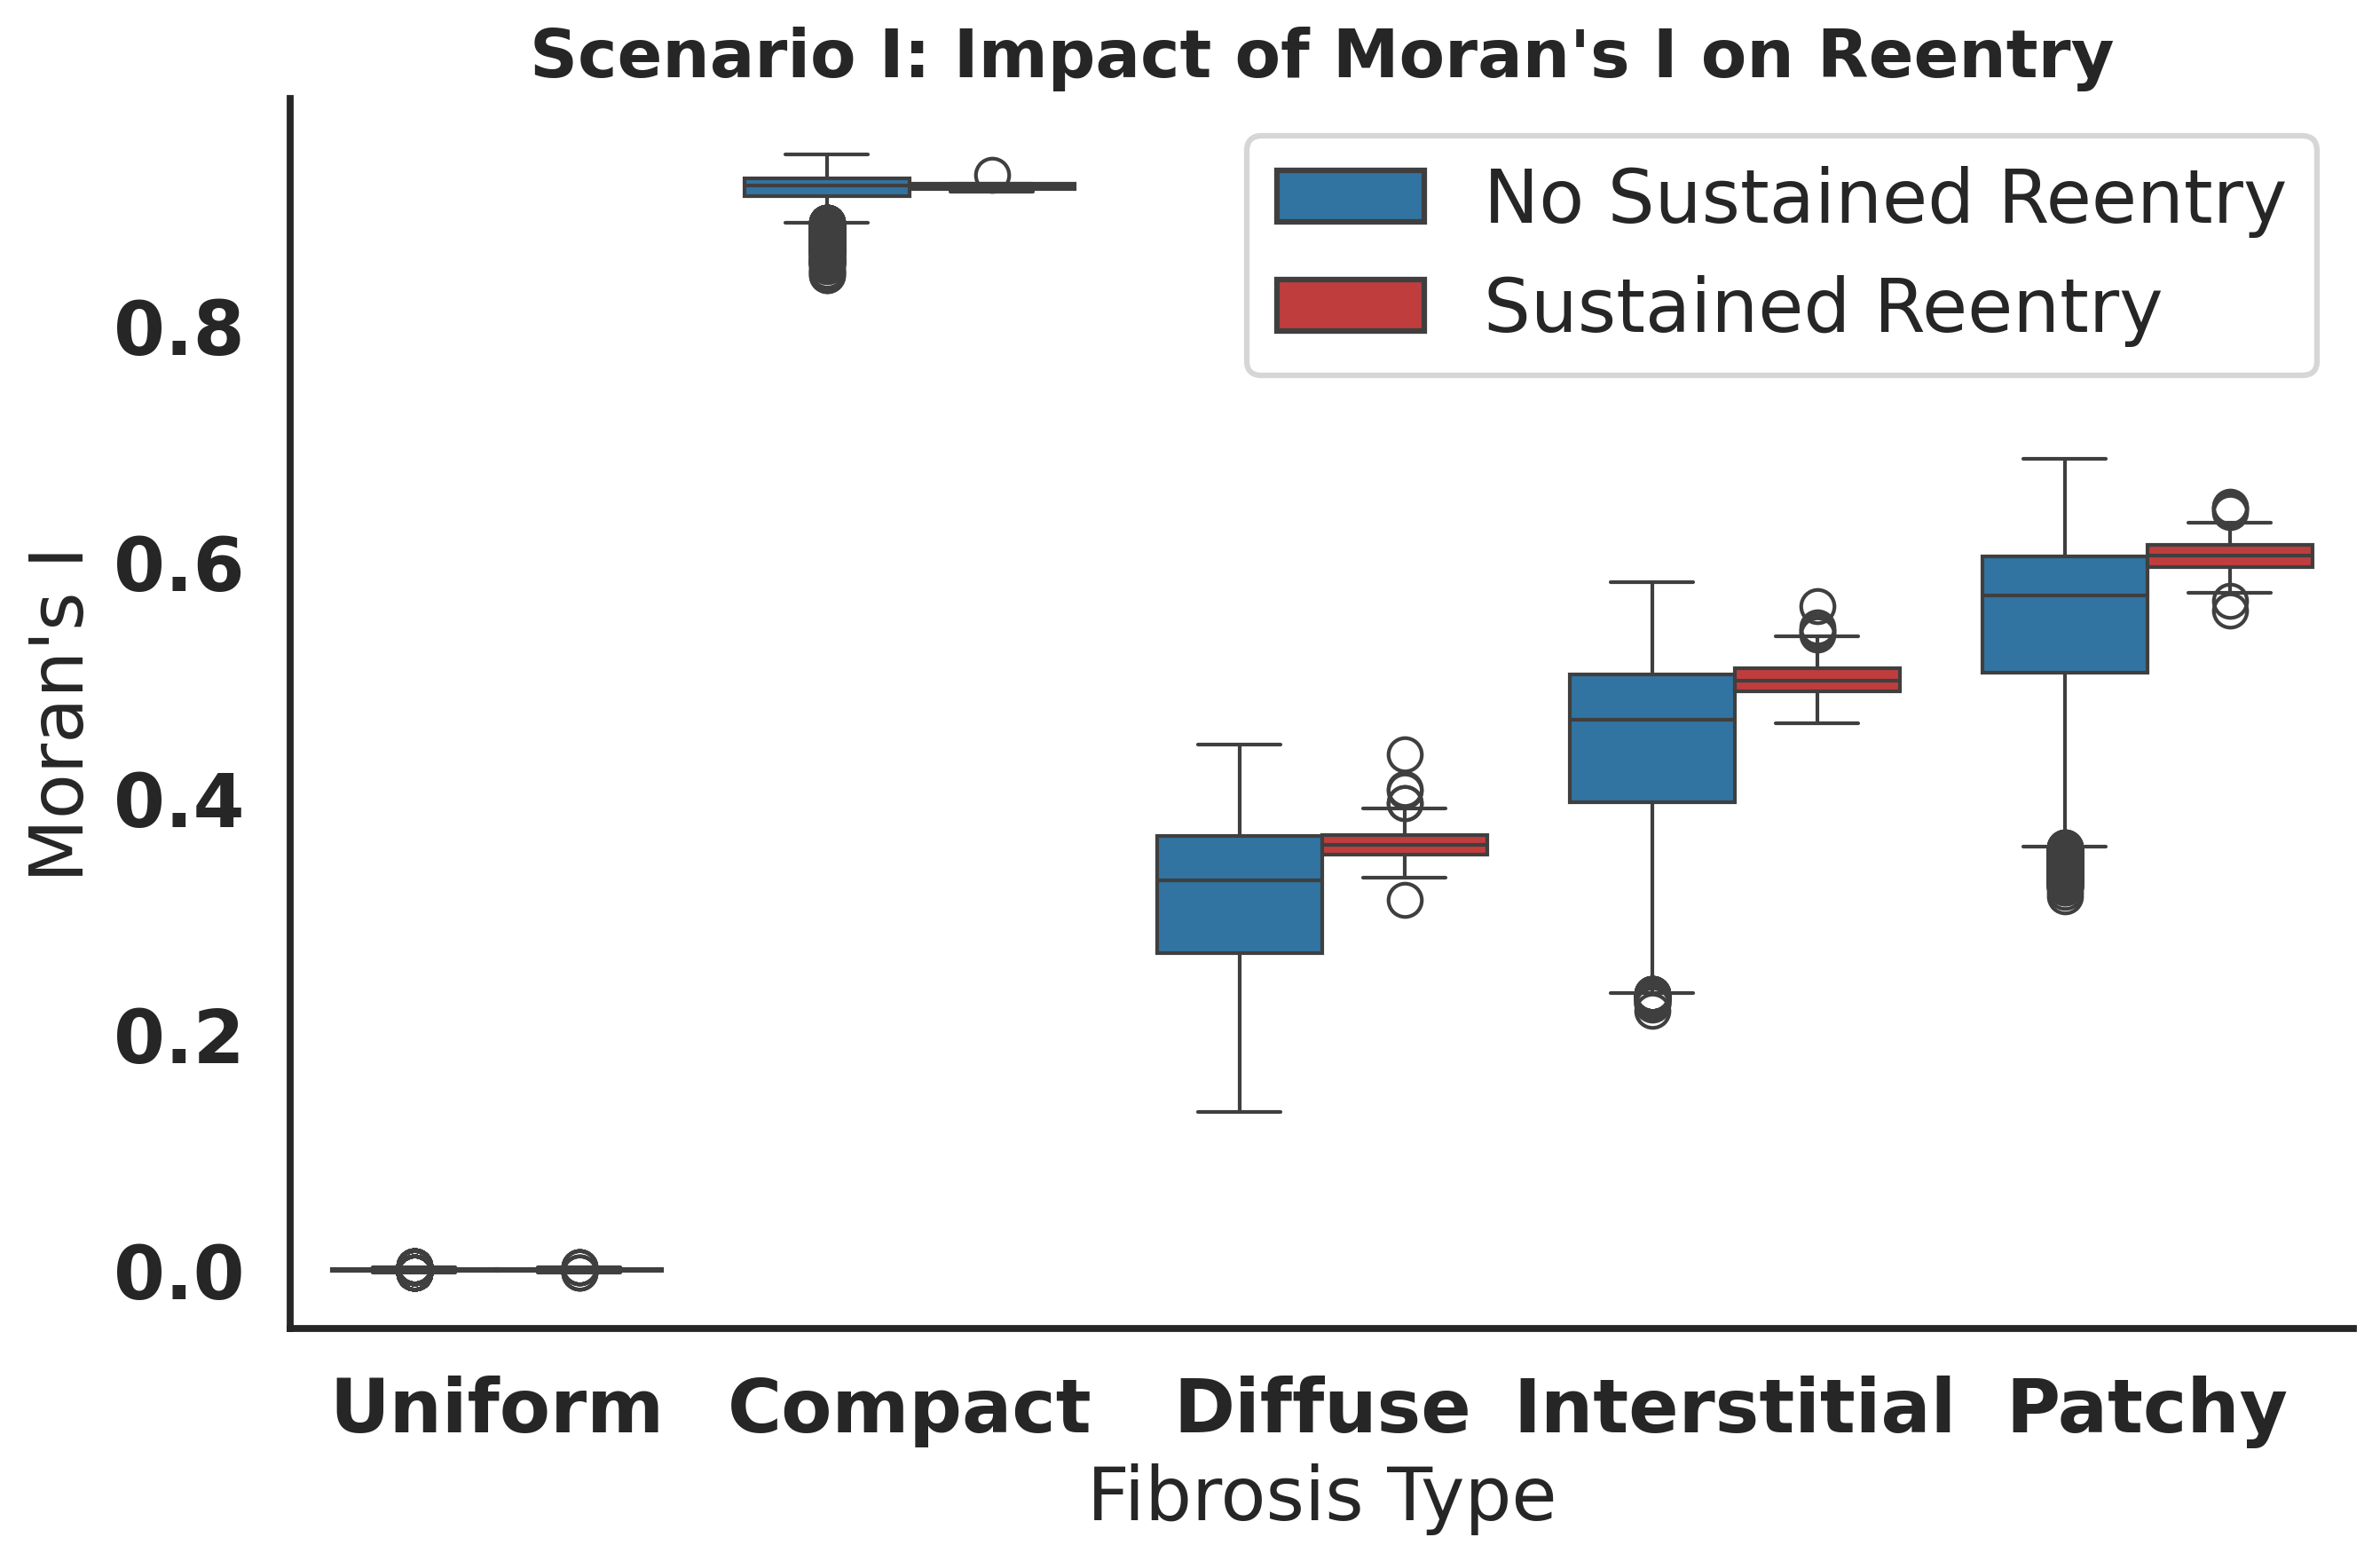 Scenario I: Impact of Moran's I on Reentry
No Sustained Reentry
Sustained Reentry
Moran's I
0.8
0.6
0.4
0.2
0.0
Uniform Compact Diffuse Interstitial Patchy
Fibrosis Type